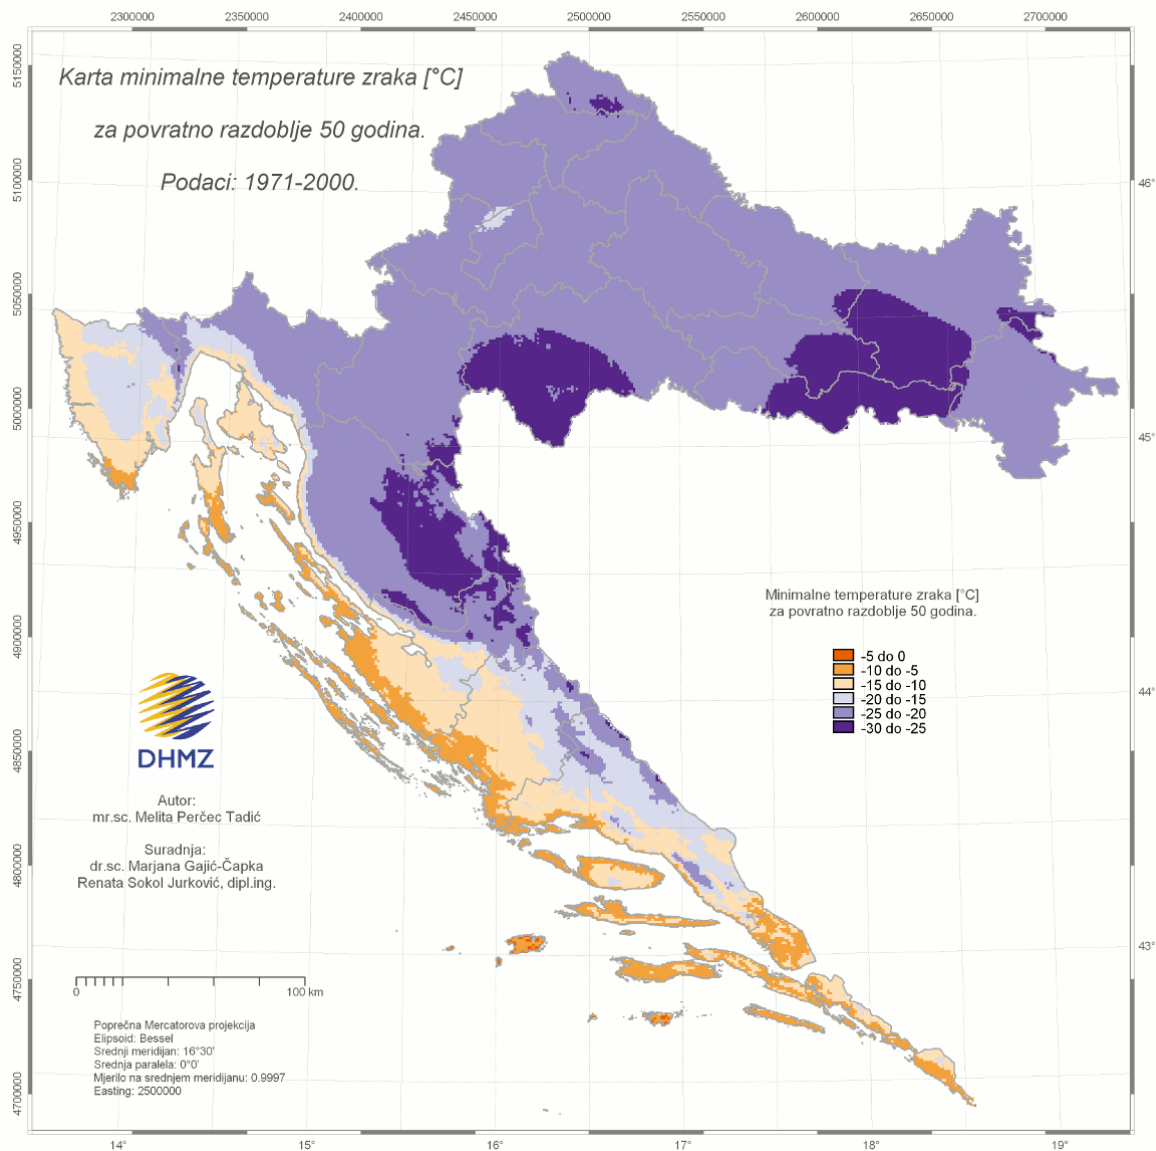 2300000 2350000 2400000 2450000 2500000 2550000 2600000 2650000 2700000
Karta minimalne temperature zraka [°C]
za povratno razdoblje 50 godina.
Podaci: 1971-2000.
5150000
5100000
5050000
5000000
4950000
4900000
4850000
4800000
4750000
4700000
46°
45°
44°
43°
Minimalne temperature zraka [°C]
za povratno razdoblje 50 godina.
-5 do 0
-10 do -5
-15 do -10
-20 do -15
-25 do -20
-30 do -25
DHMZ
Autor:
mr.sc. Melita Perčec Tadić
Suradnja:
dr.sc. Marjana Gajić-Čapka
Renata Sokol Jurković, dipl.ing.
0 100 km
Poprečna Mercatorova projekcija
Elipsoid: Bessel
Srednji meridijan: 16°30'
Srednja paralela: 0°0'
Mjerilo na srednjem meridijanu: 0.9997
Easting: 2500000
14° 15° 16° 17° 18° 19°